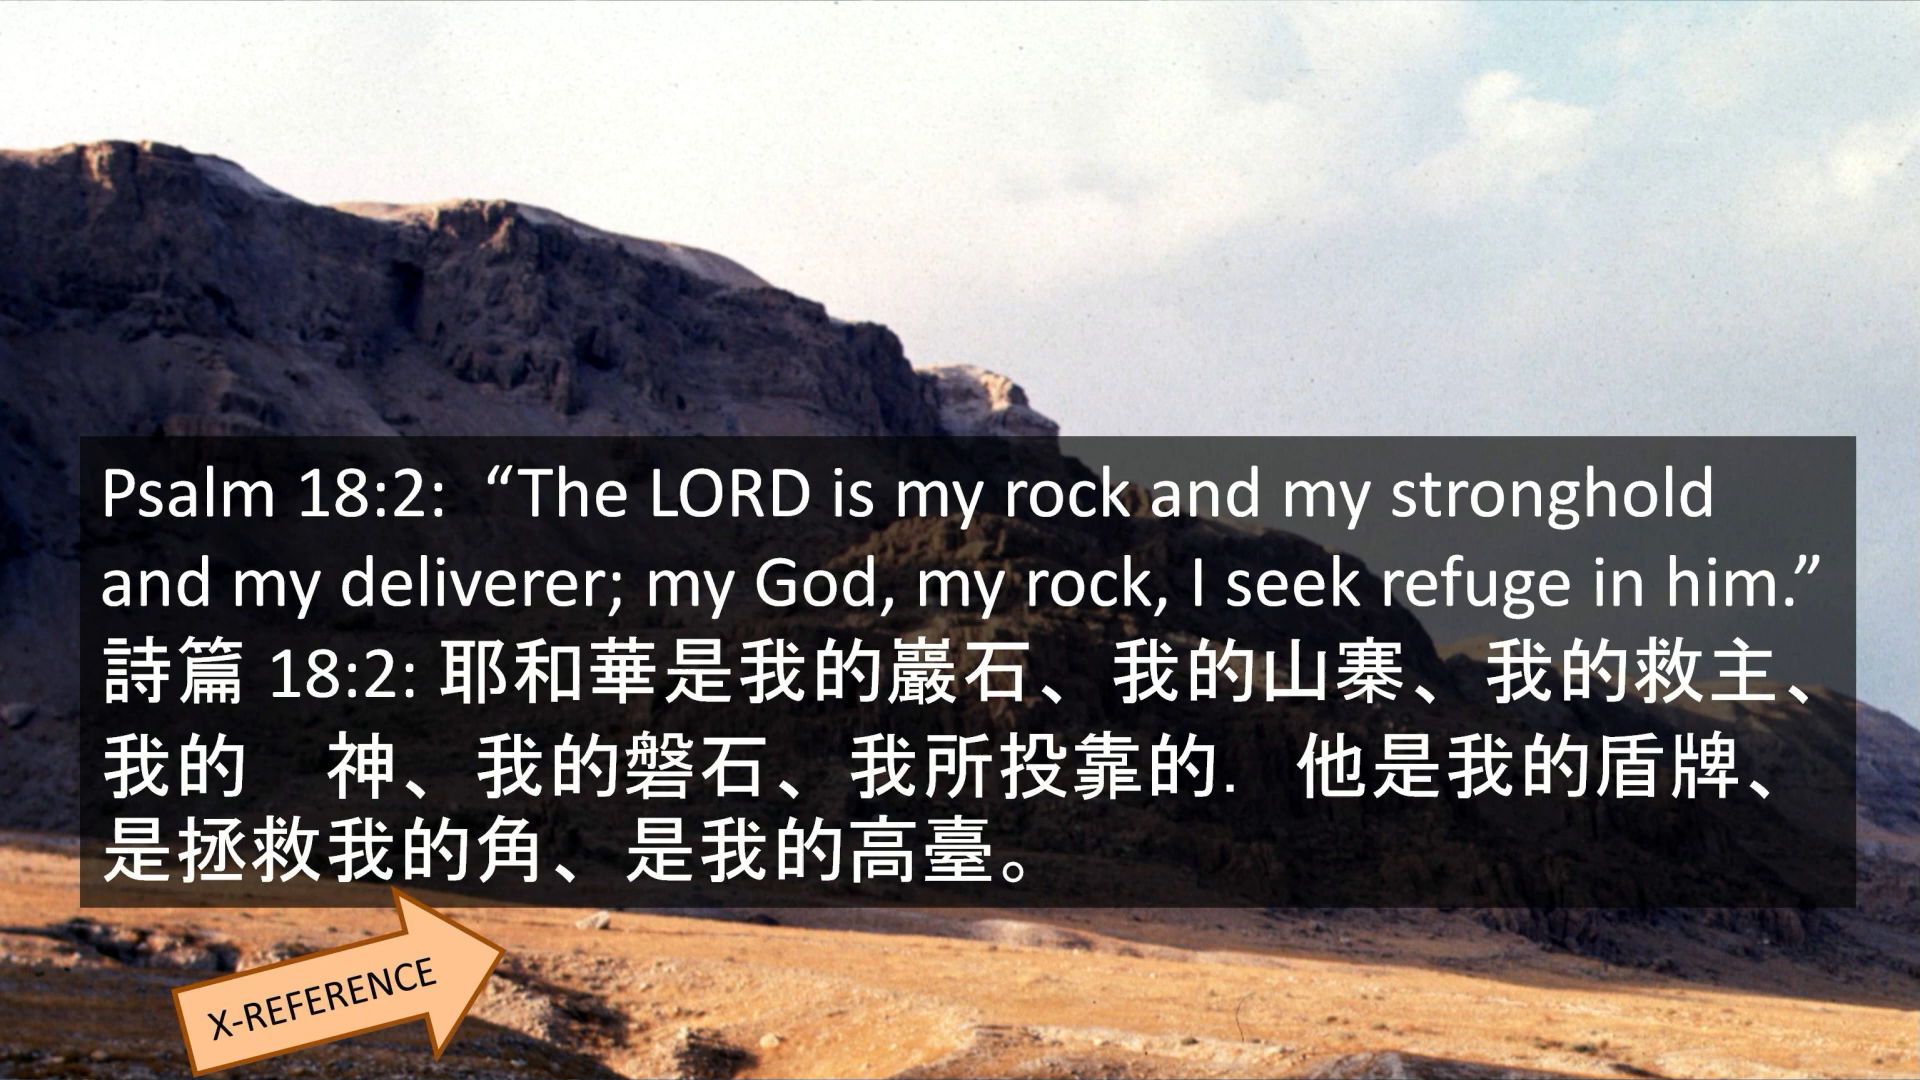 Psalm 18:2:  “The LORD is my rock and my stronghold
and my deliverer; my God, my rock, I seek refuge in him.”
詩篇 18:2: 耶和華是我的巖石、我的山寨、我的救主、
我的　神、我的磐石、我所投靠的.  他是我的盾牌、
是拯救我的角、是我的高臺。
X-REFERENCE